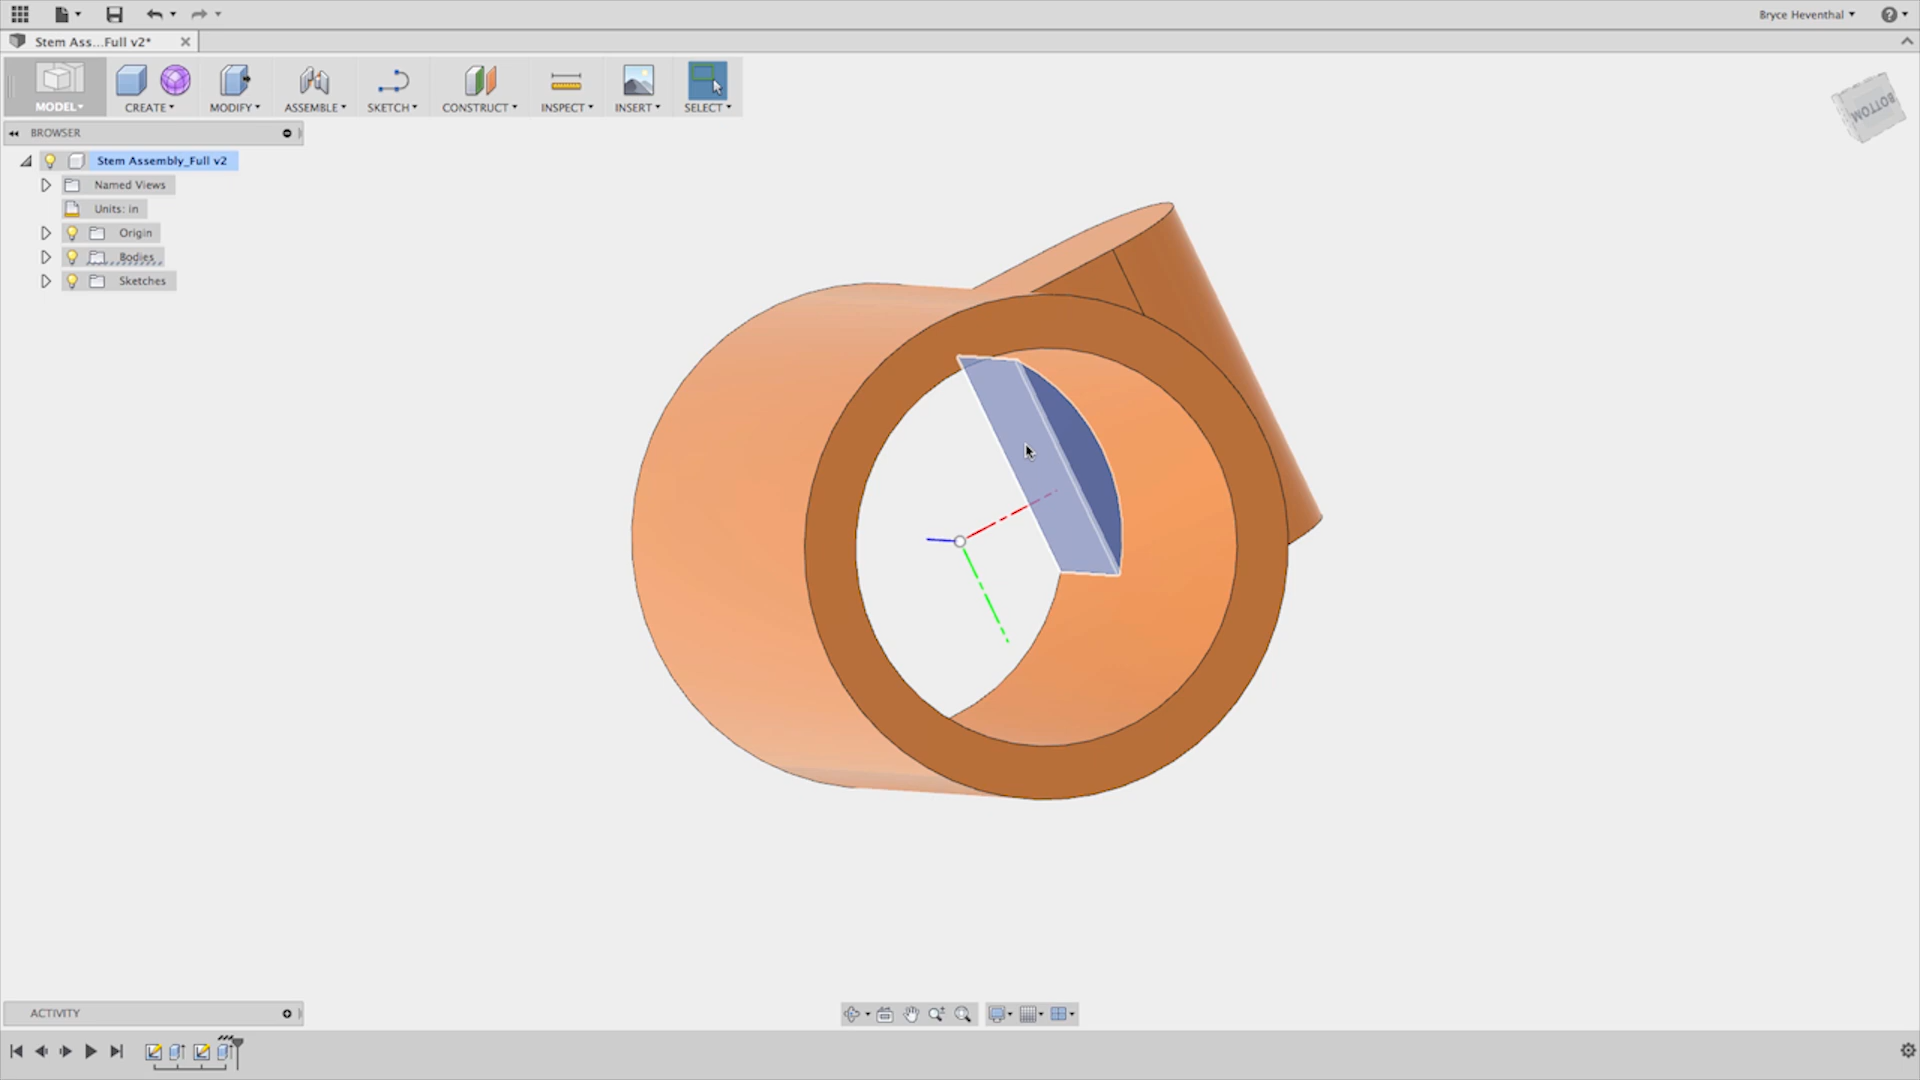 Bryce Heventhal
Stem Ass...Full v2*
MODEL
CREATE
MODIFY
ASSEMBLE
SKETCH
CONSTRUCT
INSPECT
INSERT
SELECT
BOTTOM
BROWSER
Stem Assembly_Full v2
Named Views
Units: in
Origin
Bodies
Sketches
ACTIVITY